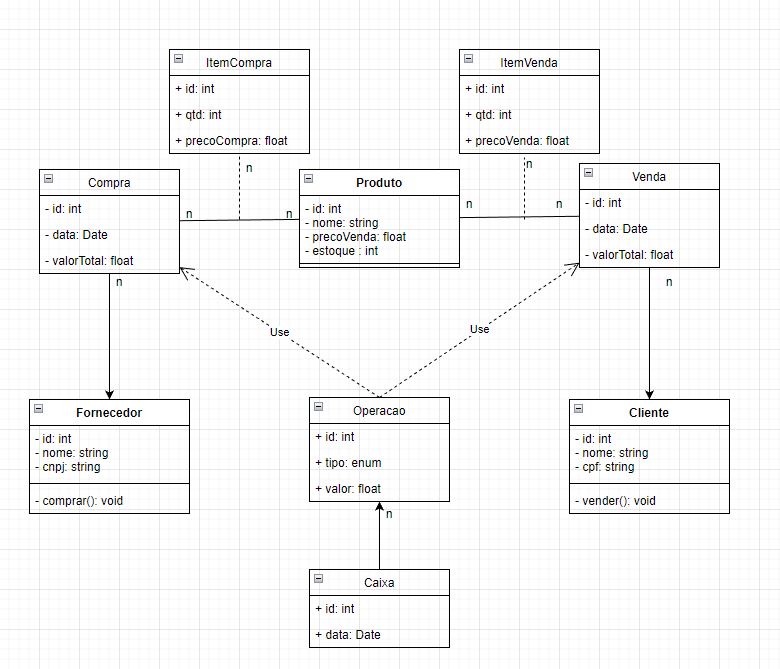 ItemCompra
+ id: int
+ qtd: int
+ precoCompra: float
n
ItemVenda
+ id: int
+ qtd: int
+ precoVenda: float
n
Compra
- id: int
- data: Date
- valorTotal: float
n
n
n
Produto
- id: int
- nome: string
- precoVenda: float
- estoque : int
n
n
Venda
- id: int
- data: Date
- valorTotal: float
n
Use
Use
Fornecedor
- id: int
- nome: string
- cnpj: string
- comprar(): void
Operacao
+ id: int
+ tipo: enum
+ valor: float
n
Cliente
- id: int
- nome: string
- cpf: string
- vender(): void
Caixa
+ id: int
+ data: Date